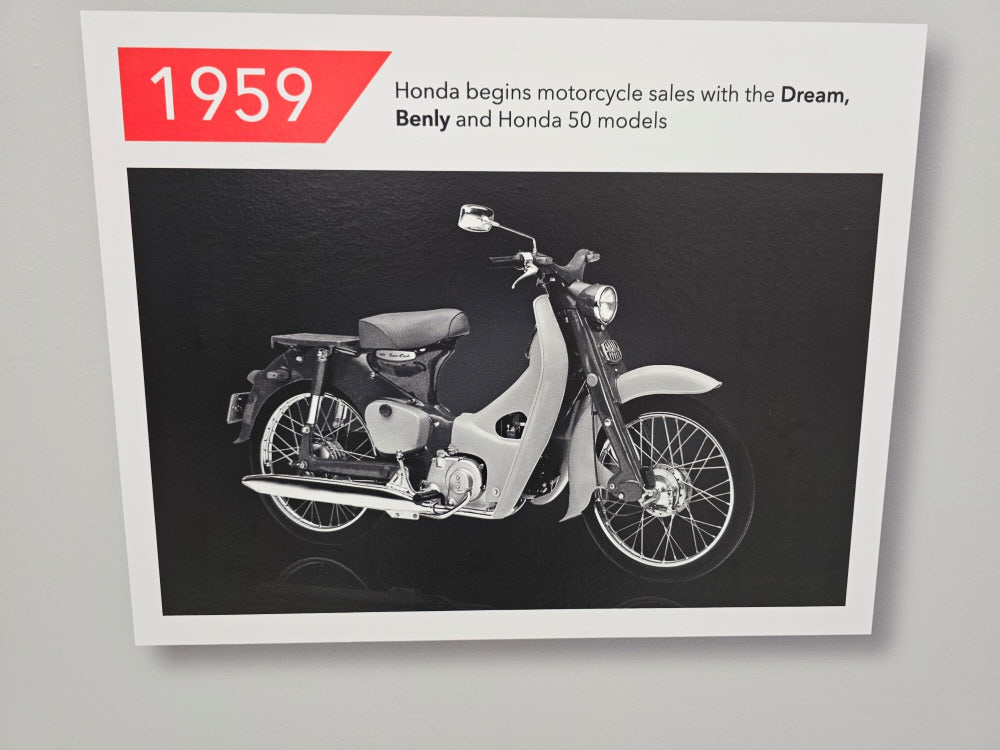 1959
Honda begins motorcycle sales with the Dream,
Benly and Honda 50 models